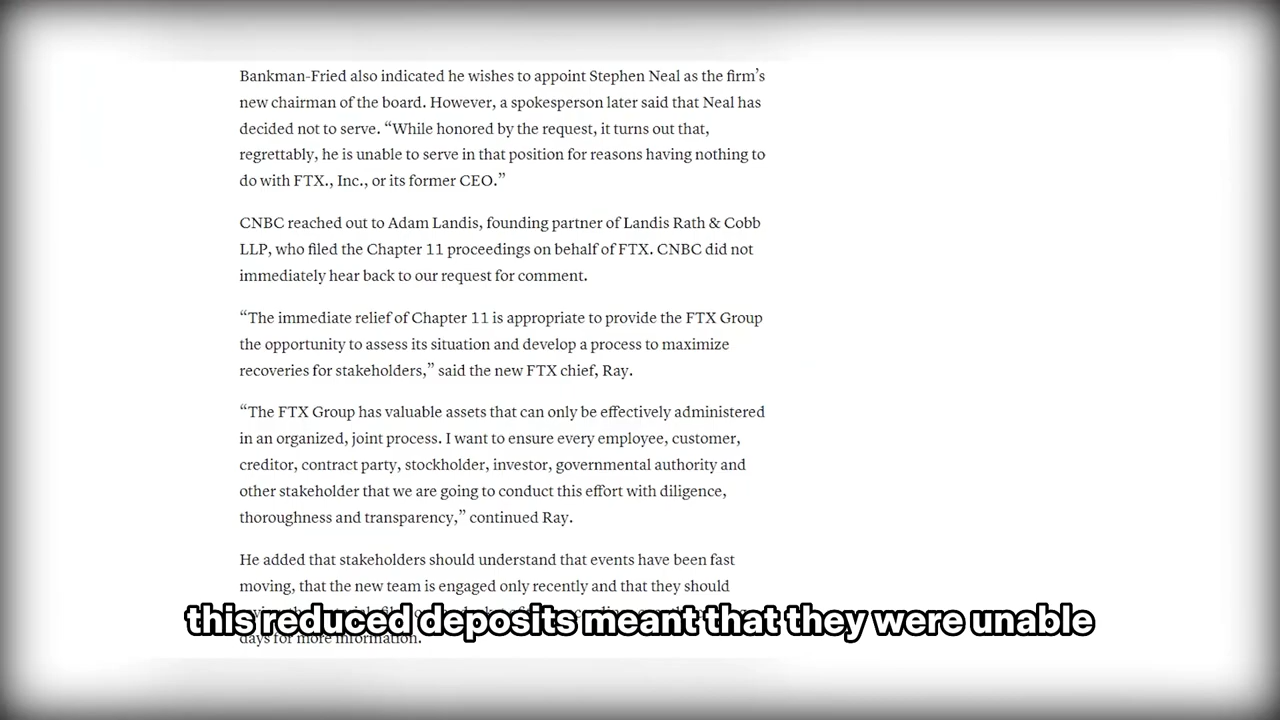 Bankman-Fried also indicated he wishes to appoint Stephen Neal as the firm’s
new chairman of the board. However, a spokesperson later said that Neal has
decided not to serve. “While honored by the request, it turns out that,
regrettably, he is unable to serve in that position for reasons having nothing to
do with FTX., Inc., or its former CEO.”
CNBC reached out to Adam Landis, founding partner of Landis Rath & Cobb
LLP, who filed the Chapter 11 proceedings on behalf of FTX. CNBC did not
immediately hear back to our request for comment.
“The immediate relief of Chapter 11 is appropriate to provide the FTX Group
the opportunity to assess its situation and develop a process to maximize
recoveries for stakeholders,” said the new FTX chief, Ray.
“The FTX Group has valuable assets that can only be effectively administered
in an organized, joint process. I want to ensure every employee, customer,
creditor, contract party, stockholder, investor, governmental authority and
other stakeholder that we are going to conduct this effort with diligence,
thoroughness and transparency,” continued Ray.
He added that stakeholders should understand that events have been fast
moving, that the new team is engaged only recently and that they should
this reduced deposits meant that they were unable
days for more information.